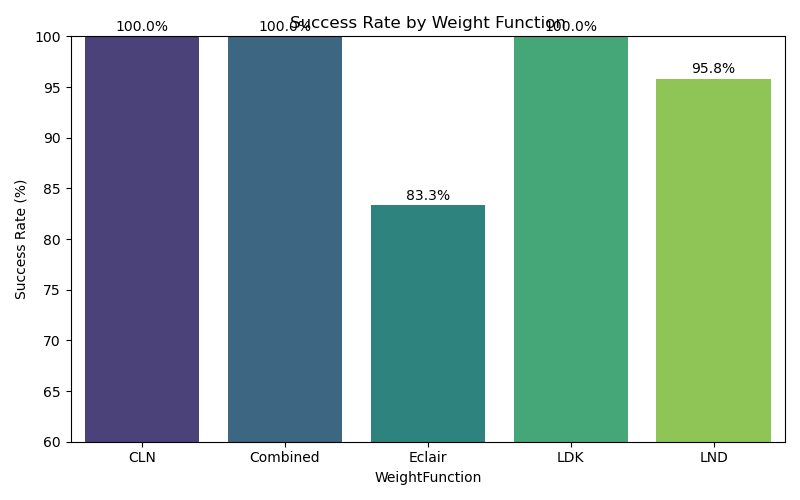 Success Rate by Weight Function
100.0%
100.0%
100.0%
95.8%
83.3%
100
95
90
85
80
75
70
65
60
Success Rate (%)
CLN
Combined
Eclair
LDK
LND
WeightFunction